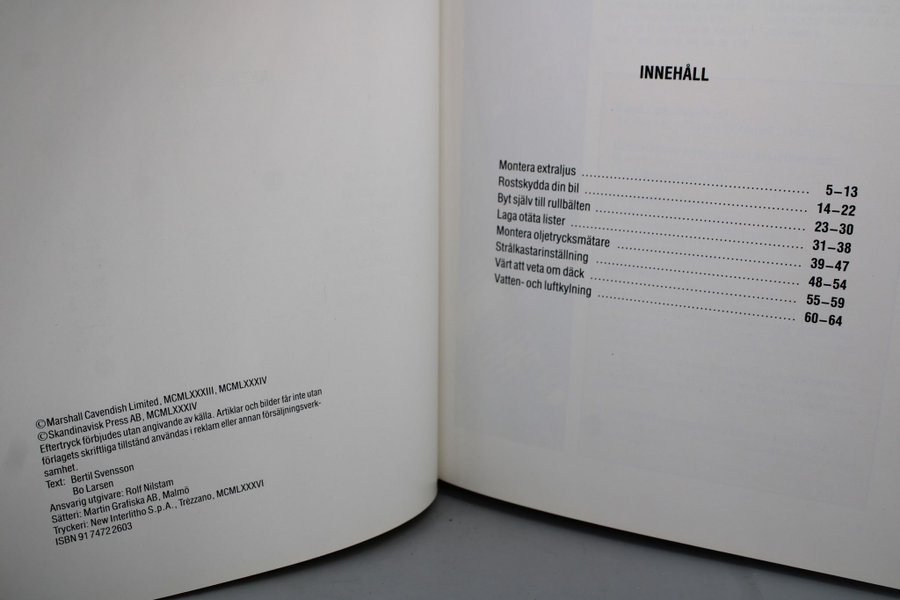 ©Marshall Cavendish Limited, MCMLXXXIII, MCMLXXXIV
©Skandinavisk Press AB, MCMLXXXIV
Eftertryck förbjudes utan angivande av källa. Artiklar och bilder får inte utan
förlagets skriftliga tillstånd användas i reklam eller annan försäljningsverk-
samhet.
Text: Bertil Svensson
Bo Larsen
Ansvarig utgivare: Rolf Nilstam
Sätteri: Martin Grafiska AB, Malmö
Tryckeri: New Interlitho S.p.A., Trézzano, MCMLXXXVI
ISBN 91 7472 2603
INNEHÅLL
Montera extraljus ........ 5–13
Rostskydda din bil ........ 14–22
Byt själv till rullbälten ........ 23–30
Laga otäta lister ........ 31–38
Montera oljetrycksmätare ........ 39–47
Strålkastarinställning ........ 48–54
Värt att veta om däck ........ 55–59
Vatten- och luftkylning ........ 60–64